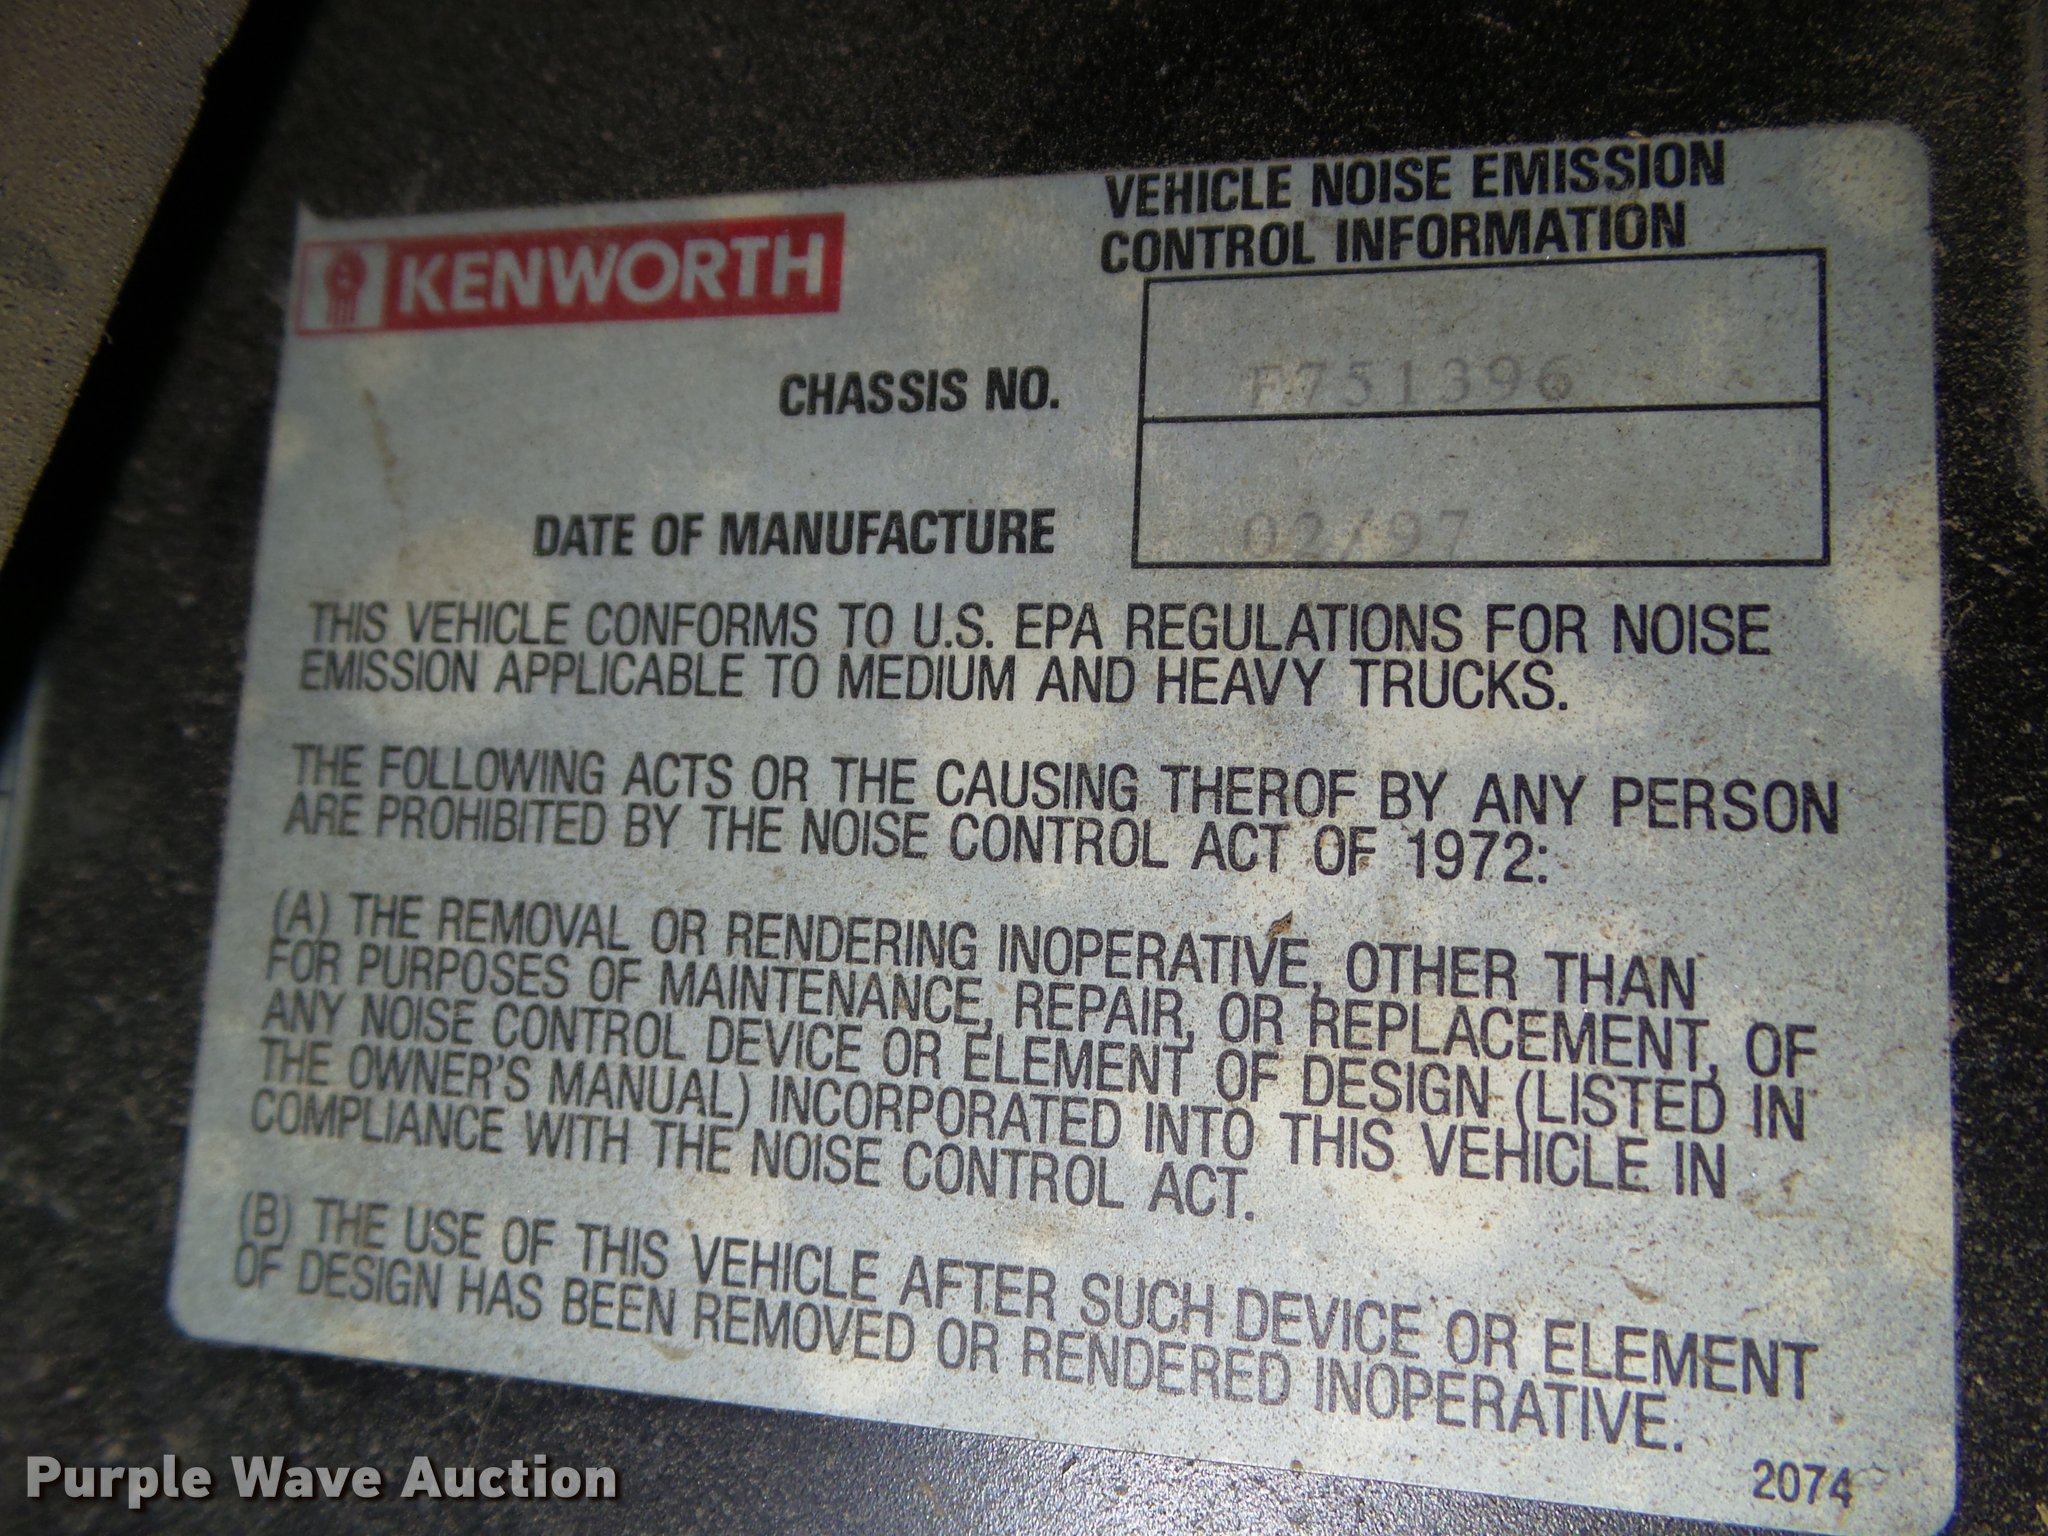 VEHICLE NOISE EMISSION
CONTROL INFORMATION
KENWORTH
CHASSIS NO.
F751396
DATE OF MANUFACTURE
02/97
THIS VEHICLE CONFORMS TO U.S. EPA REGULATIONS FOR NOISE
EMISSION APPLICABLE TO MEDIUM AND HEAVY TRUCKS.
THE FOLLOWING ACTS OR THE CAUSING THEROF BY ANY PERSON
ARE PROHIBITED BY THE NOISE CONTROL ACT OF 1972:
(A) THE REMOVAL OR RENDERING INOPERATIVE, OTHER THAN
FOR PURPOSES OF MAINTENANCE, REPAIR, OR REPLACEMENT, OF
ANY NOISE CONTROL DEVICE OR ELEMENT OF DESIGN (LISTED IN
THE OWNER'S MANUAL) INCORPORATED INTO THIS VEHICLE IN
COMPLIANCE WITH THE NOISE CONTROL ACT.
(B) THE USE OF THIS VEHICLE AFTER SUCH DEVICE OR ELEMENT
OF DESIGN HAS BEEN REMOVED OR RENDERED INOPERATIVE.
2074
Purple Wave Auction